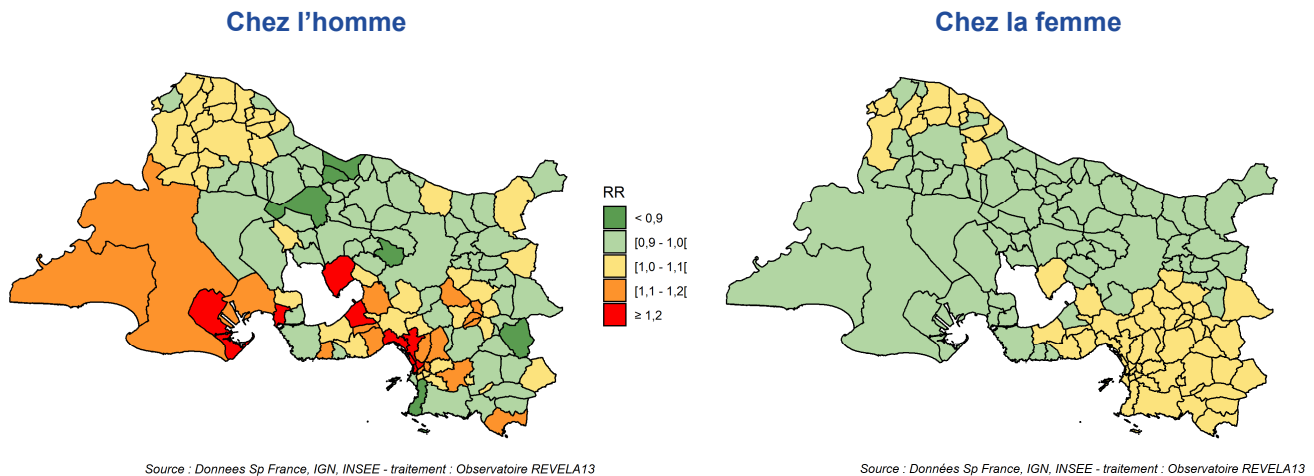 Chez l’homme
Chez la femme
RR
< 0,9
[0,9 - 1,0[
[1,0 - 1,1[
[1,1 - 1,2[
≥ 1,2
Source : Donnees Sp France, IGN, INSEE - traitement : Observatoire REVELA13
Source : Données Sp France, IGN, INSEE - traitement : Observatoire REVELA13